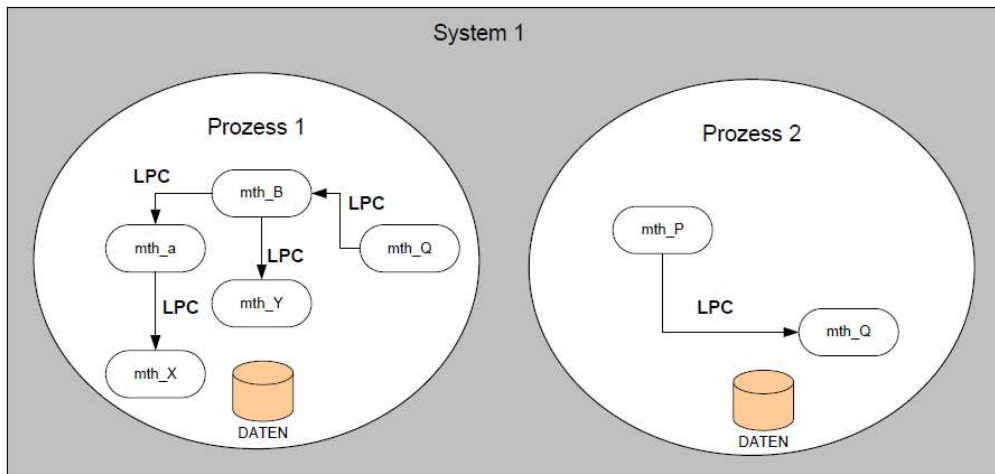 System 1
Prozess 1
LPC
mth_B
LPC
mth_a
mth_Q
LPC
mth_Y
LPC
mth_X
DATEN
Prozess 2
mth_P
LPC
mth_Q
DATEN